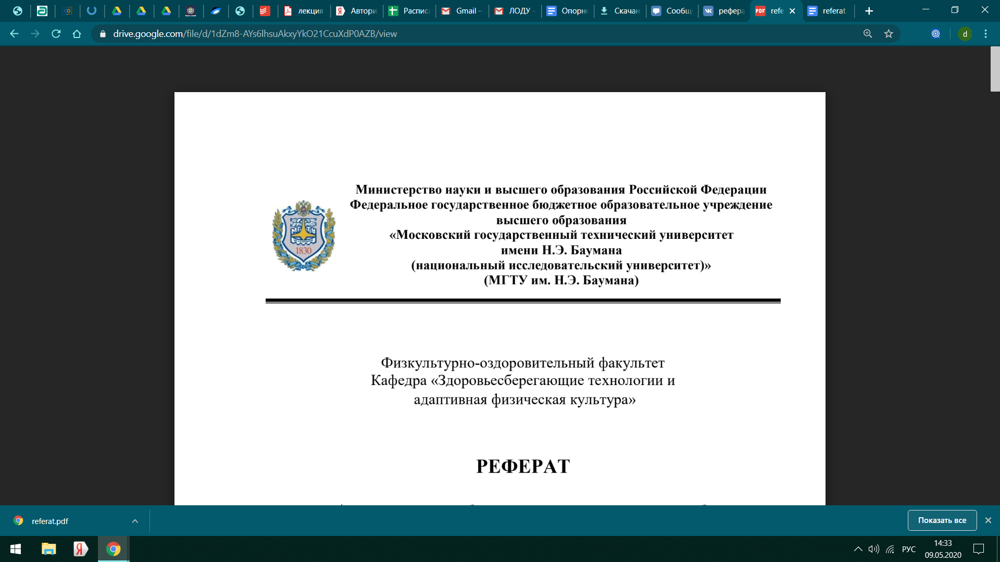 лекция
Автори
Расписа
Gmail –
ЛОДУ -
Опорно
Скачан
Сообщ
рефера
refe
referat
drive.google.com/file/d/1dZm8-AYs6lhsuAkxyYkO21CcuXdP0AZB/view
d
Министерство науки и высшего образования Российской Федерации
Федеральное государственное бюджетное образовательное учреждение
высшего образования
«Московский государственный технический университет
имени Н.Э. Баумана
(национальный исследовательский университет)»
(МГТУ им. Н.Э. Баумана)
МГТУ
1830
Физкультурно-оздоровительный факультет
Кафедра «Здоровьесберегающие технологии и
адаптивная физическая культура»
РЕФЕРАТ
referat.pdf
Показать все
РУС
14:33
09.05.2020